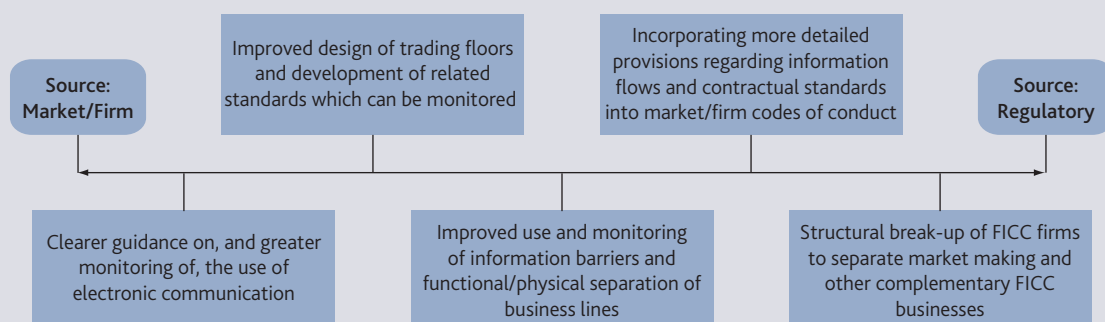 Source:
Market/Firm
Improved design of trading floors
and development of related
standards which can be monitored
Incorporating more detailed
provisions regarding information
flows and contractual standards
into market/firm codes of conduct
Source:
Regulatory
Clearer guidance on, and greater
monitoring of, the use of
electronic communication
Improved use and monitoring
of information barriers and
functional/physical separation of
business lines
Structural break-up of FICC firms
to separate market making and
other complementary FICC
businesses